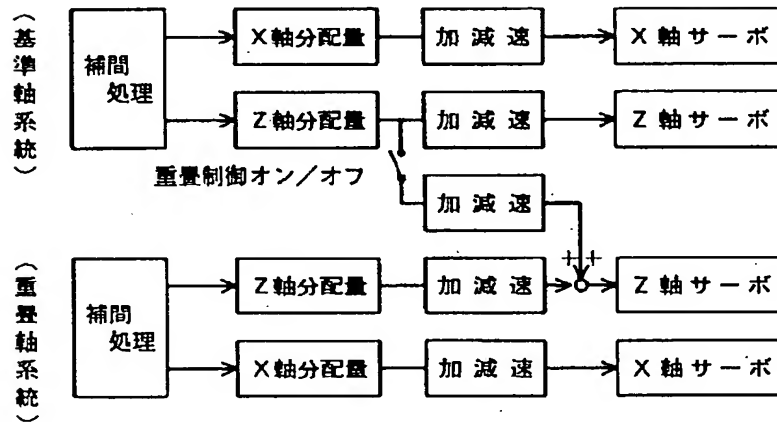 （基準軸系統）
補間
処理
X軸分配量
加減速
X軸サーボ
Z軸分配量
加減速
Z軸サーボ
重畳制御オン／オフ
加減速
＋＋
（重畳軸系統）
補間
処理
Z軸分配量
加減速
Z軸サーボ
X軸分配量
加減速
X軸サーボ